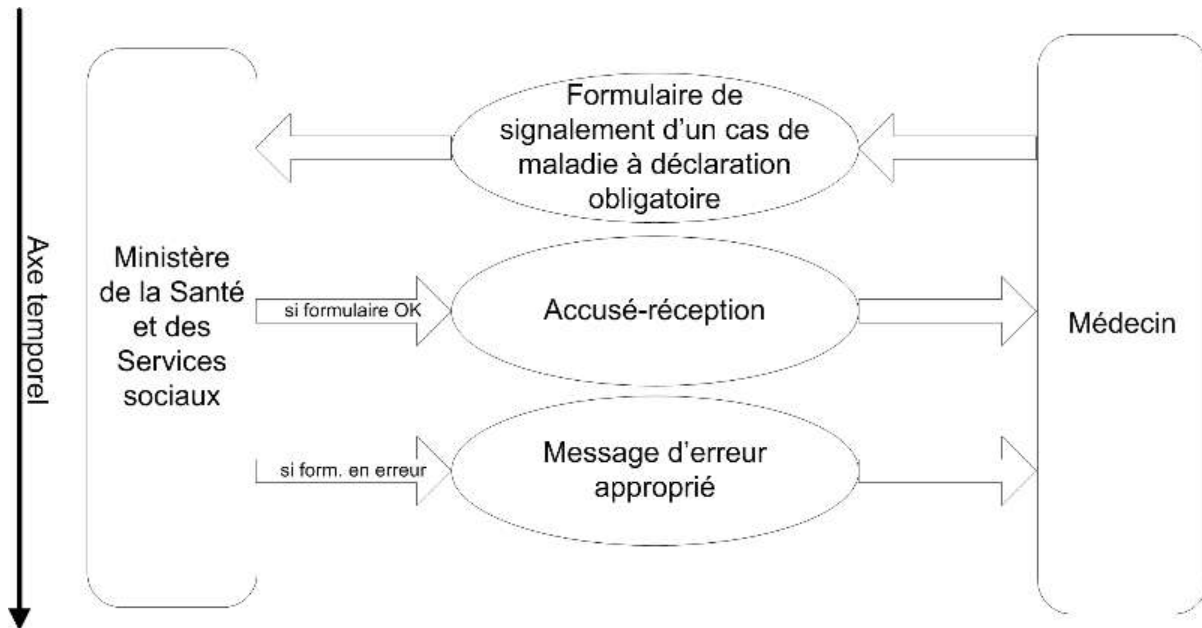 Axe temporel
Ministère
de la Santé
et des
Services
sociaux
Formulaire de
signalement d'un cas de
maladie à déclaration
obligatoire
si formulaire OK
Accusé-réception
si form. en erreur
Message d'erreur
approprié
Médecin